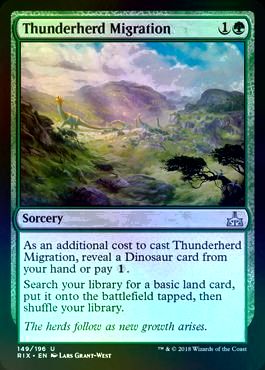 Thunderherd Migration 1
Sorcery
As an additional cost to cast Thunderherd
Migration, reveal a Dinosaur card from
your hand or pay 1.
Search your library for a basic land card,
put it onto the battlefield tapped, then
shuffle your library.
The herds follow as new growth arises.
149/196 U
RIX • EN Lars Grant-West
™ & © 2018 Wizards of the Coast